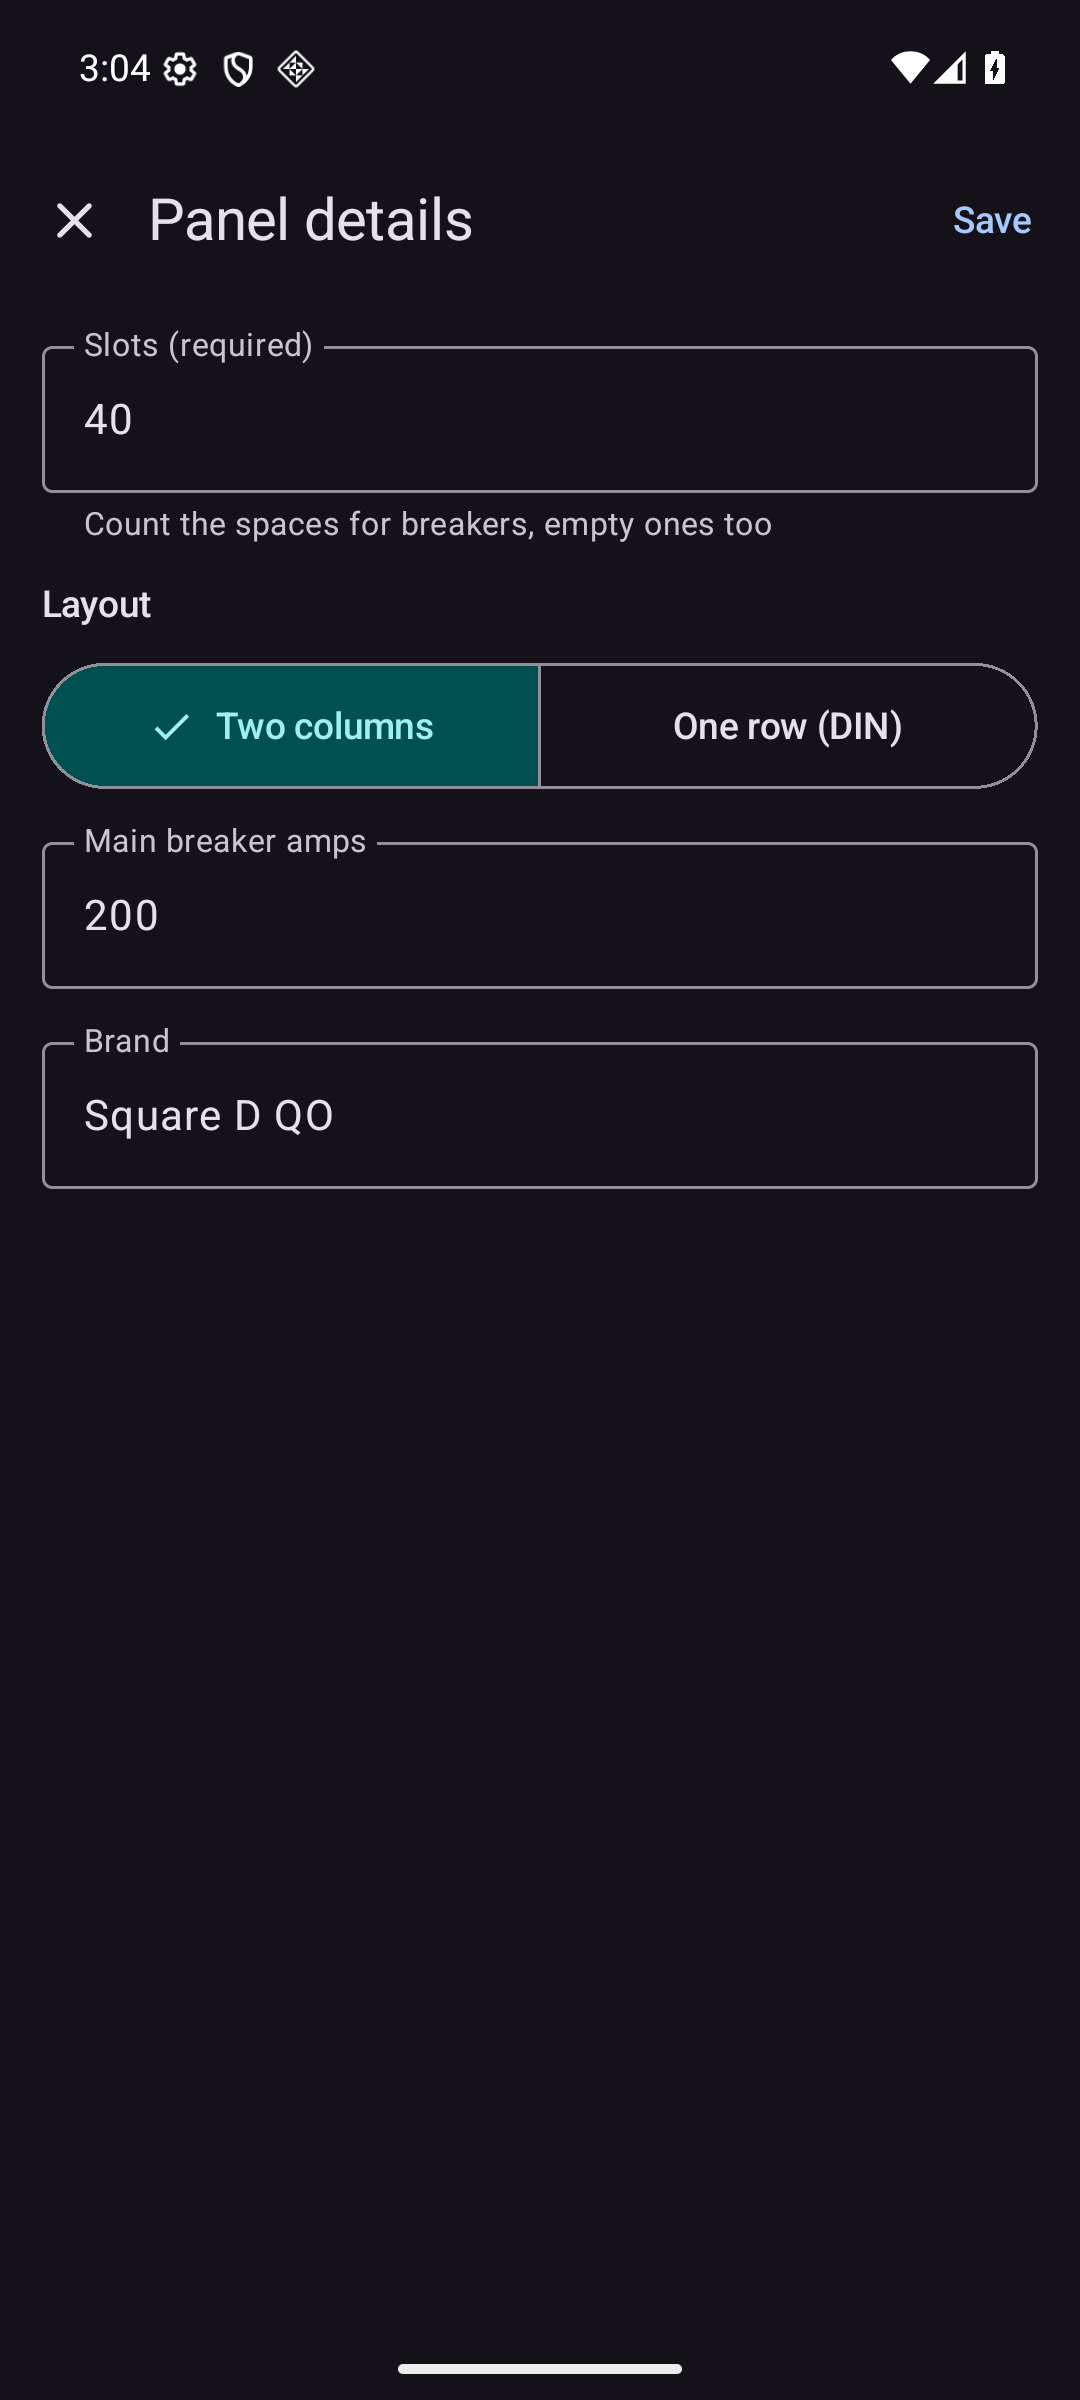 3:04
Panel details
Save
Slots (required)
40
Count the spaces for breakers, empty ones too
Layout
Two columns
One row (DIN)
Main breaker amps
200
Brand
Square D QO